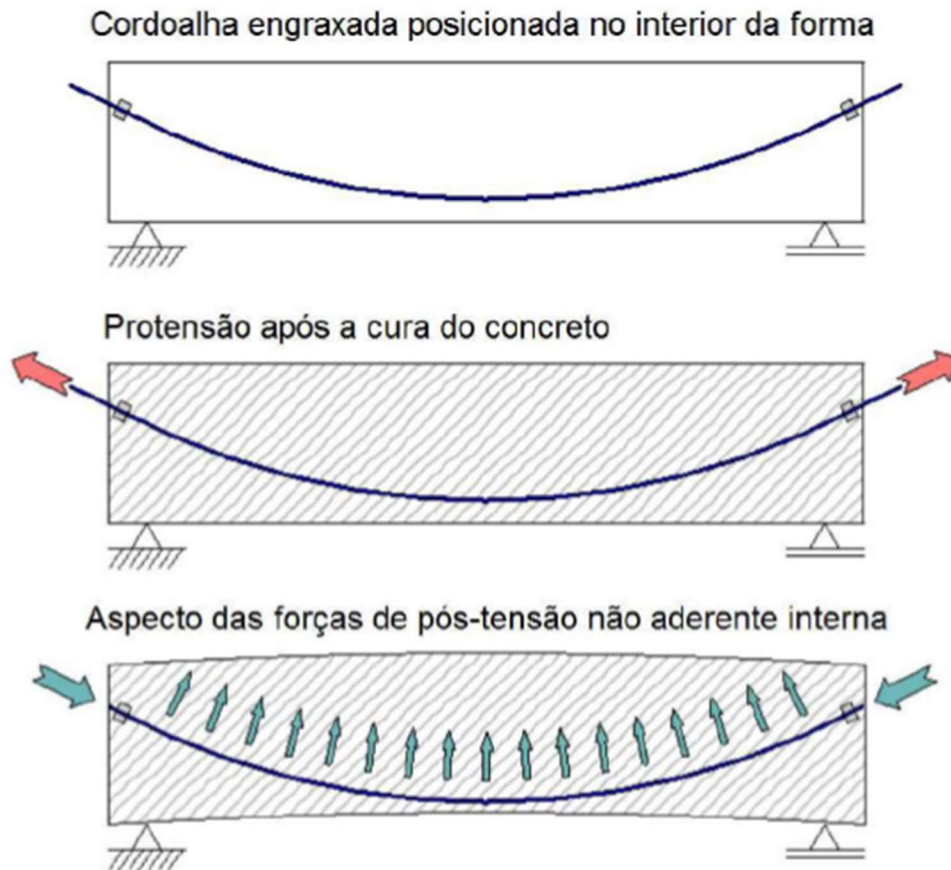 Cordoalha engraxada posicionada no interior da forma
Protensão após a cura do concreto
Aspecto das forças de pós-tensão não aderente interna